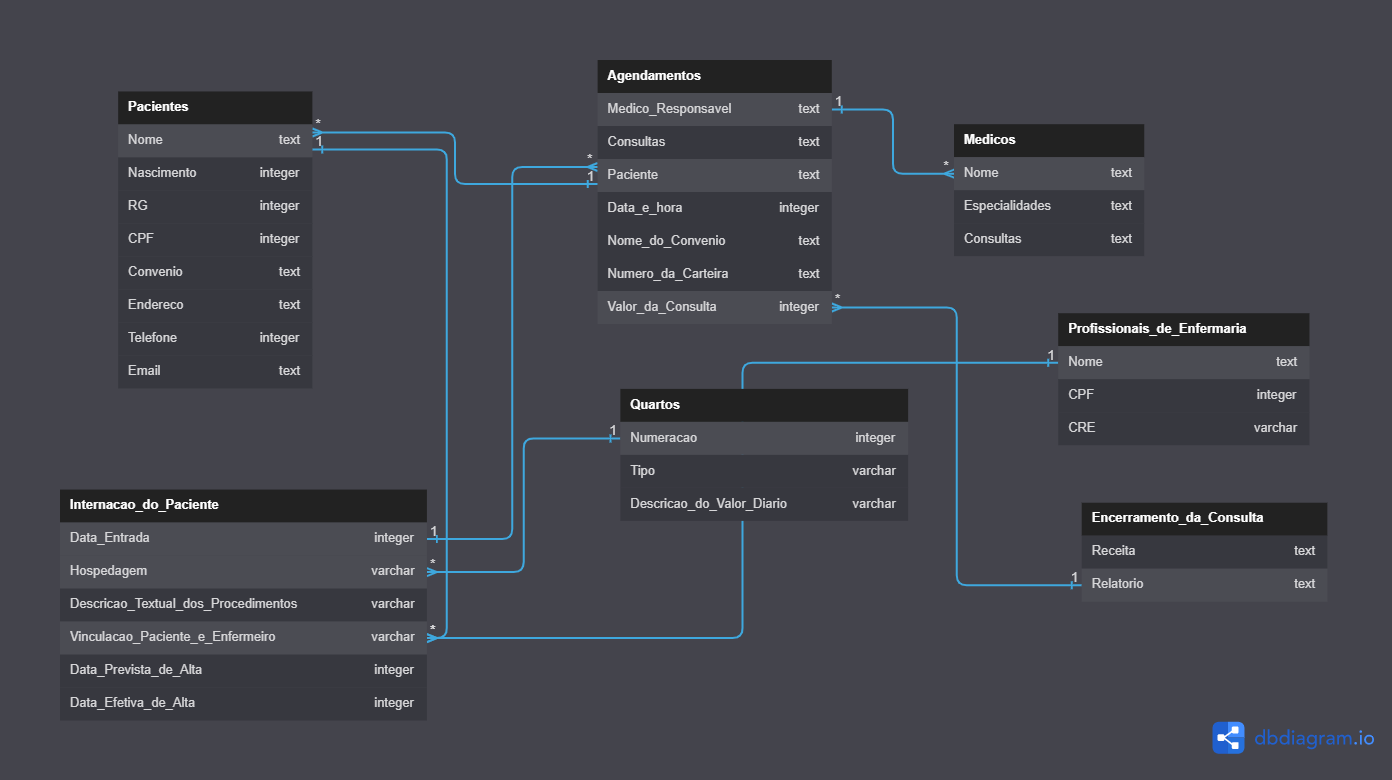 Pacientes
Nome text
Nascimento integer
RG integer
CPF integer
Convenio text
Endereco text
Telefone integer
Email text
*
1
Agendamentos
Medico_Responsavel text
Consultas text
Paciente text
Data_e_hora integer
Nome_do_Convenio text
Numero_da_Carteira text
Valor_da_Consulta integer
1
*
1
*
Medicos
Nome text
Especialidades text
Consultas text
*
Profissionais_de_Enfermaria
Nome text
CPF integer
CRE varchar
1
Quartos
Numeracao integer
Tipo varchar
Descricao_do_Valor_Diario varchar
1
Internacao_do_Paciente
Data_Entrada integer
Hospedagem varchar
Descricao_Textual_dos_Procedimentos varchar
Vinculacao_Paciente_e_Enfermeiro varchar
Data_Prevista_de_Alta integer
Data_Efetiva_de_Alta integer
1
*
*
Encerramento_da_Consulta
Receita text
Relatorio text
1
dbdiagram.io